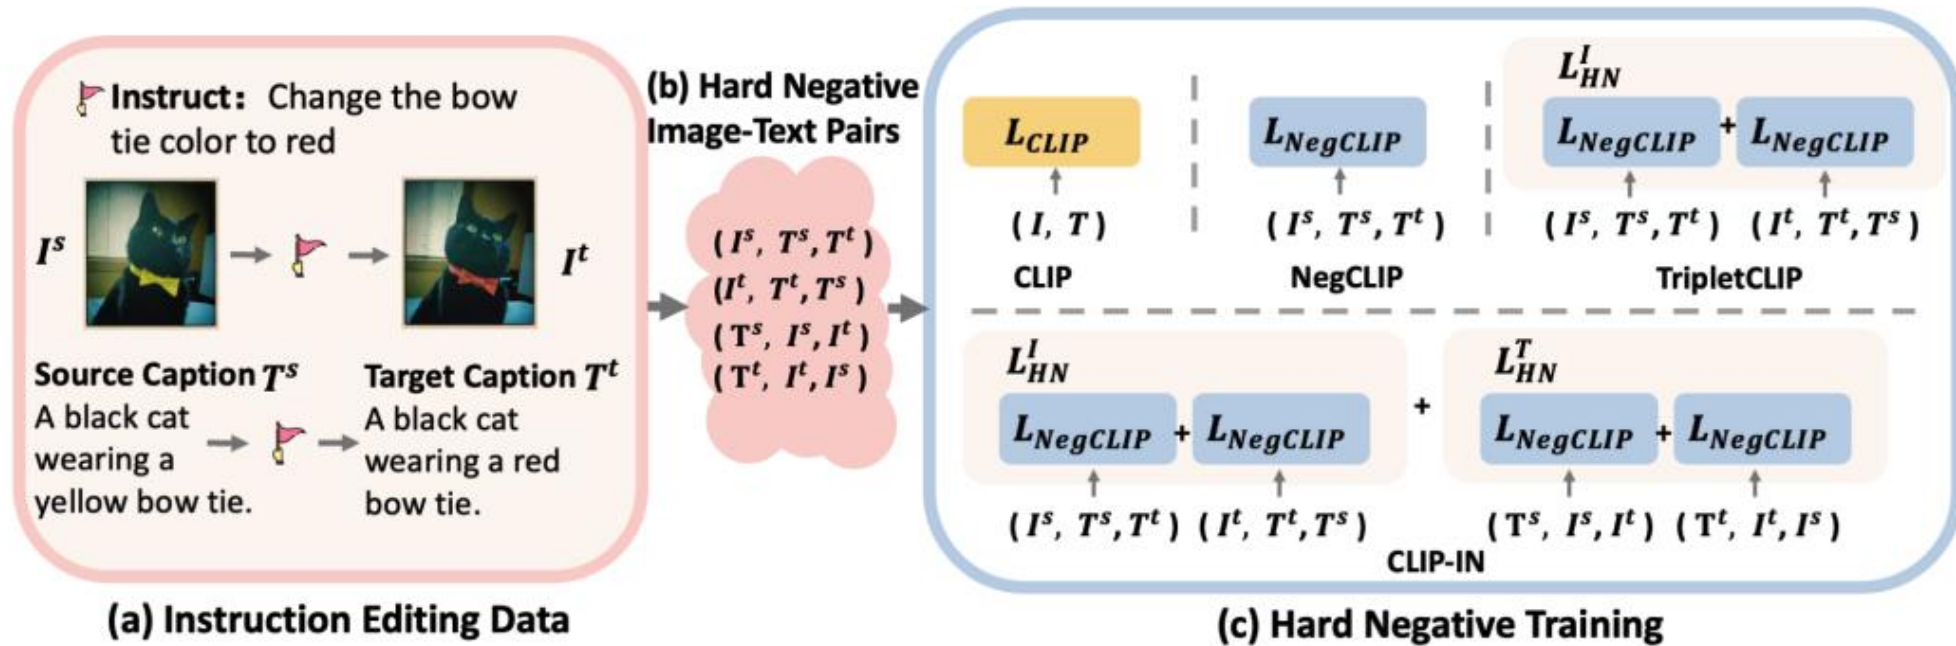 Instruct: Change the bow
tie color to red
I^s
I^t
Source Caption T^s
A black cat
wearing a
yellow bow tie.
Target Caption T^t
A black cat
wearing a red
bow tie.
(a) Instruction Editing Data
(b) Hard Negative
Image-Text Pairs
( I^s, T^s, T^t )
(I^t, T^t, T^s )
( T^s, I^s, I^t)
( T^t, I^t, I^s )
L_CLIP
( I, T )
CLIP
L_NegCLIP
( I^s, T^s, T^t )
NegCLIP
L^I_HN
L_NegCLIP + L_NegCLIP
( I^s, T^s, T^t ) ( I^t, T^t, T^s )
TripletCLIP
L^I_HN
L_NegCLIP + L_NegCLIP
( I^s, T^s, T^t ) ( I^t, T^t, T^s )
+
L^T_HN
L_NegCLIP + L_NegCLIP
( T^s, I^s, I^t ) ( T^t, I^t, I^s )
CLIP-IN
(c) Hard Negative Training